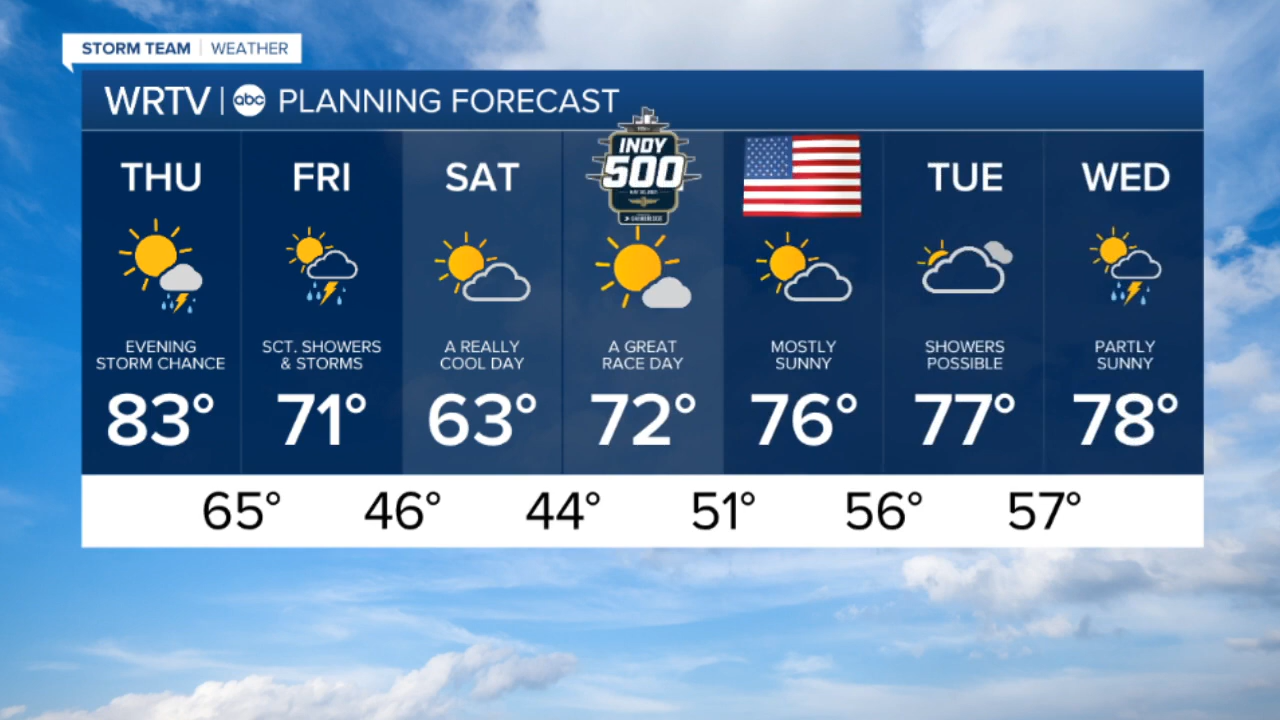 STORM TEAM | WEATHER
WRTV | abc PLANNING FORECAST
THU
FRI
SAT
INDY
500
TUE
WED
EVENING
STORM CHANCE
SCT. SHOWERS
& STORMS
A REALLY
COOL DAY
A GREAT
RACE DAY
MOSTLY
SUNNY
SHOWERS
POSSIBLE
PARTLY
SUNNY
83°
71°
63°
72°
76°
77°
78°
65°
46°
44°
51°
56°
57°